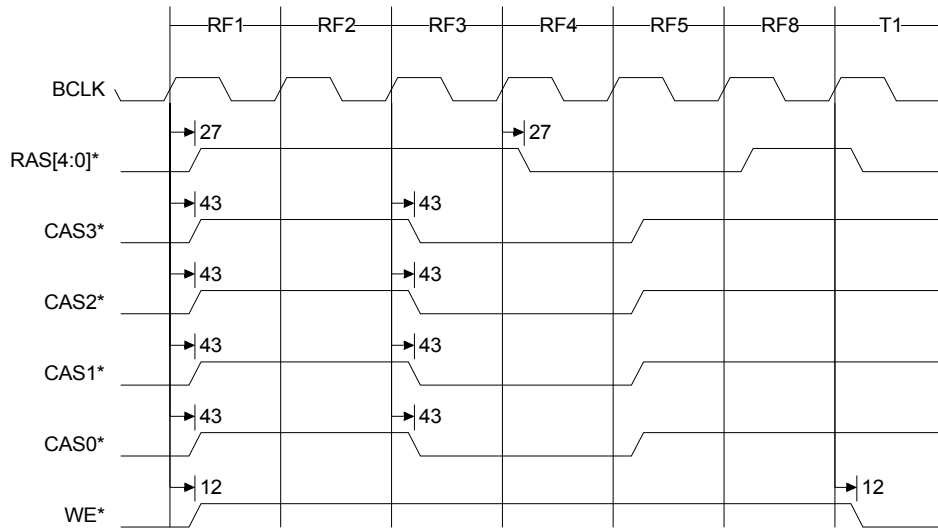 RF1 RF2 RF3 RF4 RF5 RF8 T1
BCLK
27 27
RAS[4:0]*
43 43
CAS3*
43 43
CAS2*
43 43
CAS1*
43 43
CAS0*
12 12
WE*